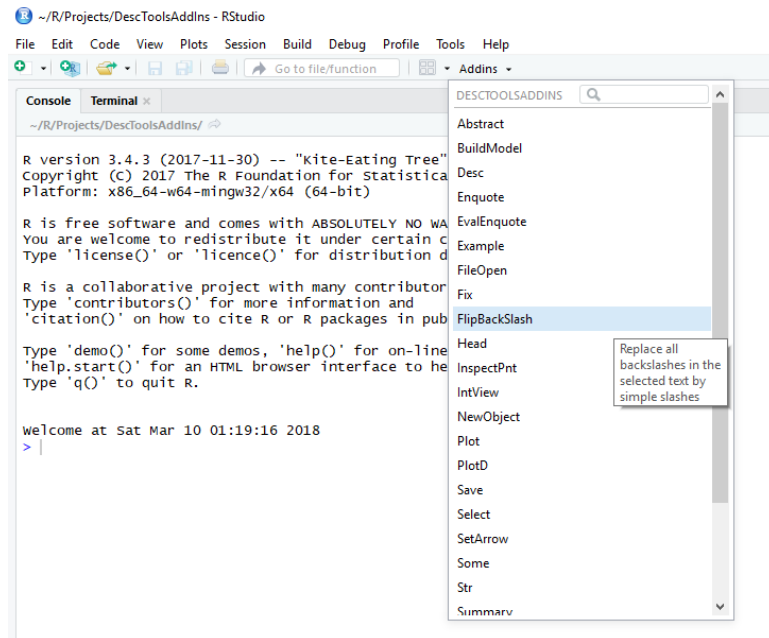 ~/R/Projects/DescToolsAddIns - RStudio
File Edit Code View Plots Session Build Debug Profile Tools Help
Go to file/function Addins
Console Terminal
~/R/Projects/DescToolsAddIns/
R version 3.4.3 (2017-11-30) -- "Kite-Eating Tree"
Copyright (C) 2017 The R Foundation for Statistica
Platform: x86_64-w64-mingw32/x64 (64-bit)
R is free software and comes with ABSOLUTELY NO WA
You are welcome to redistribute it under certain c
Type 'license()' or 'licence()' for distribution d
R is a collaborative project with many contributor
Type 'contributors()' for more information and
'citation()' on how to cite R or R packages in pub
Type 'demo()' for some demos, 'help()' for on-line
'help.start()' for an HTML browser interface to he
Type 'q()' to quit R.
Welcome at Sat Mar 10 01:19:16 2018
>
DESCTOOLSADDINS
Abstract
BuildModel
Desc
Enquote
EvalEnquote
Example
FileOpen
Fix
FlipBackSlash
Head
InspectPnt
IntView
NewObject
Plot
PlotD
Save
Select
SetArrow
Some
Str
Summary
Replace all
backslashes in the
selected text by
simple slashes